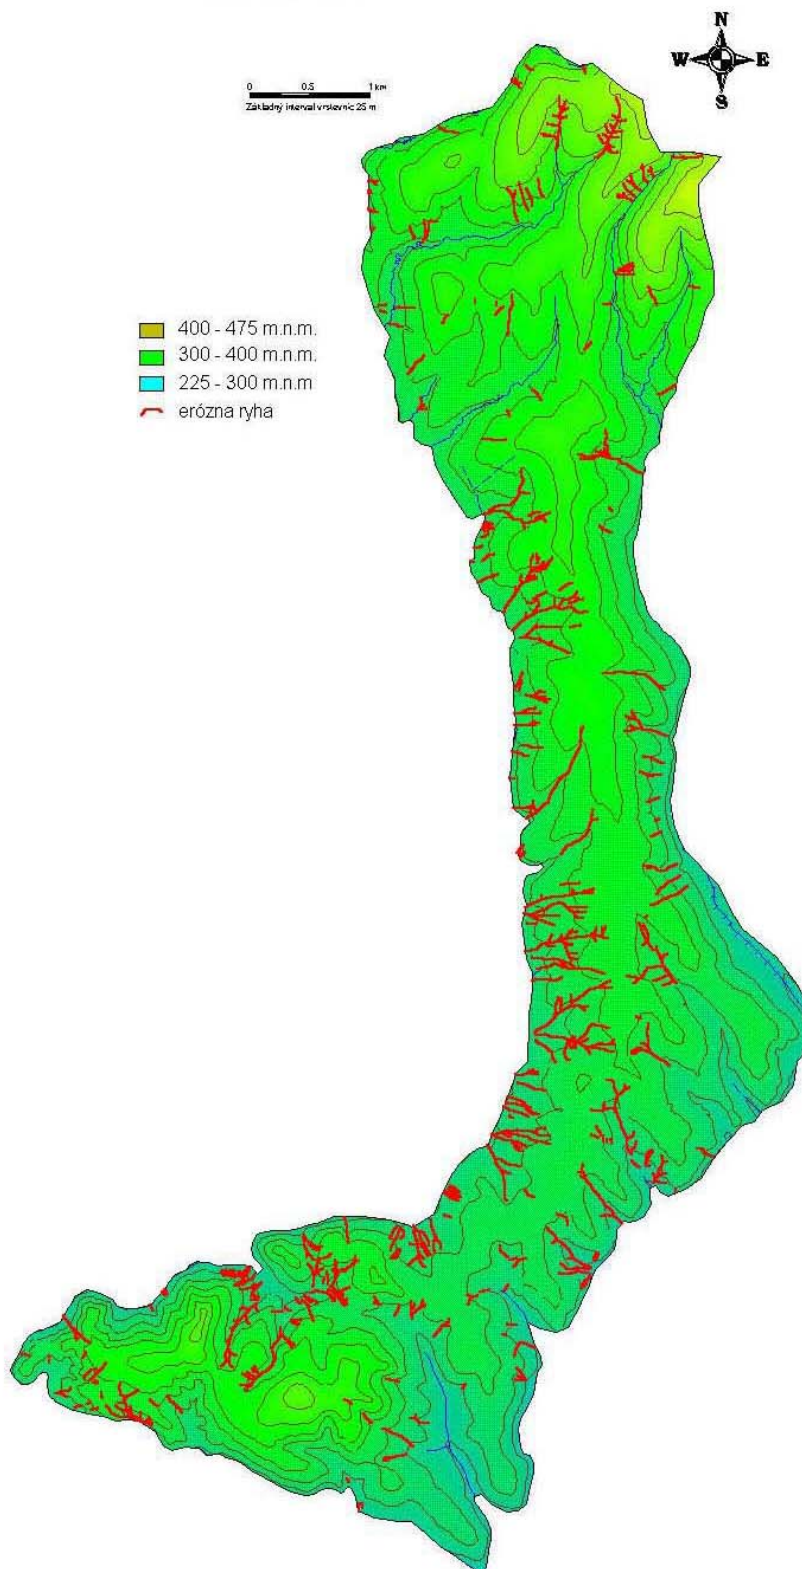 N
W E
S
0 0.5 1 km
Základný interval vrstevníc 25 m
400 - 475 m.n.m.
300 - 400 m.n.m.
225 - 300 m.n.m
erózna ryha